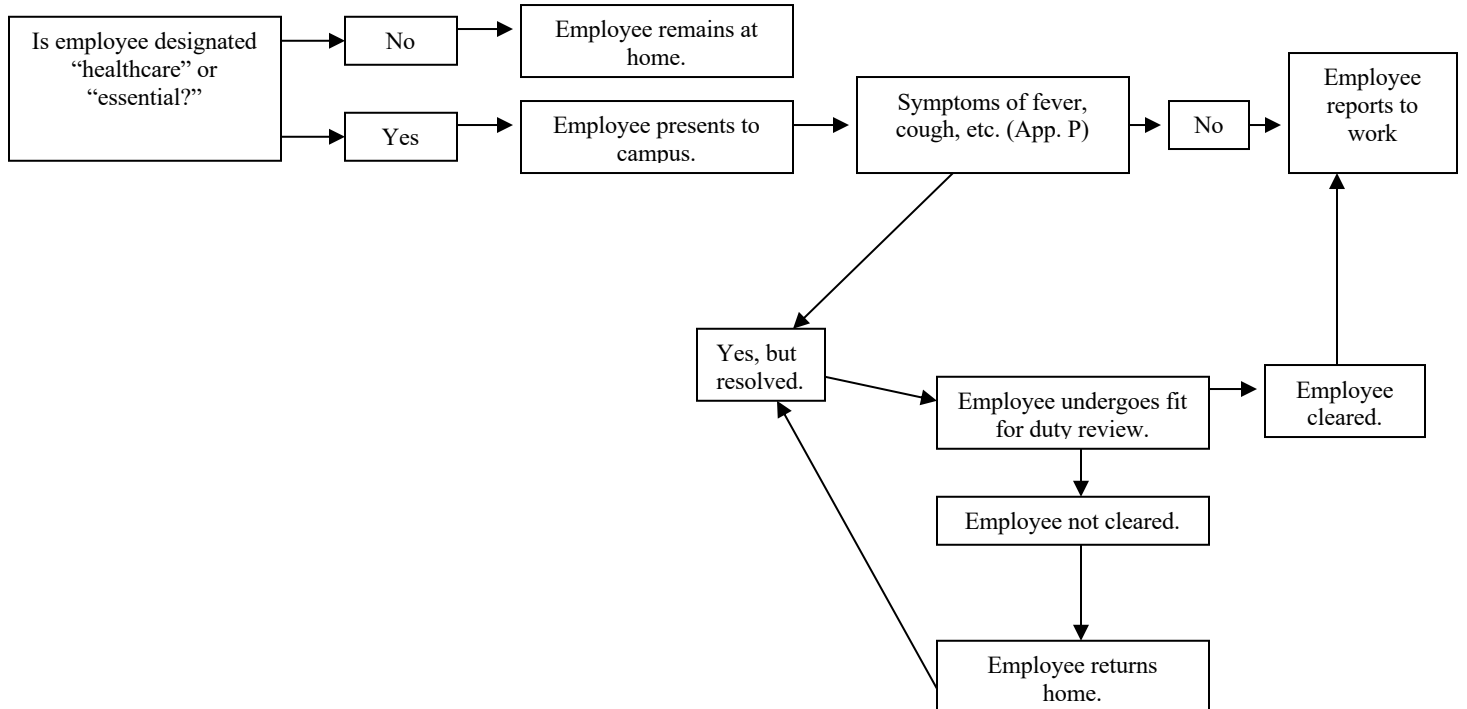 Is employee designated
“healthcare” or
“essential?”
No
Employee remains at
home.
Yes
Employee presents to
campus.
Symptoms of fever,
cough, etc. (App. P)
No
Employee
reports to
work
Yes, but
resolved.
Employee undergoes fit
for duty review.
Employee
cleared.
Employee not cleared.
Employee returns
home.